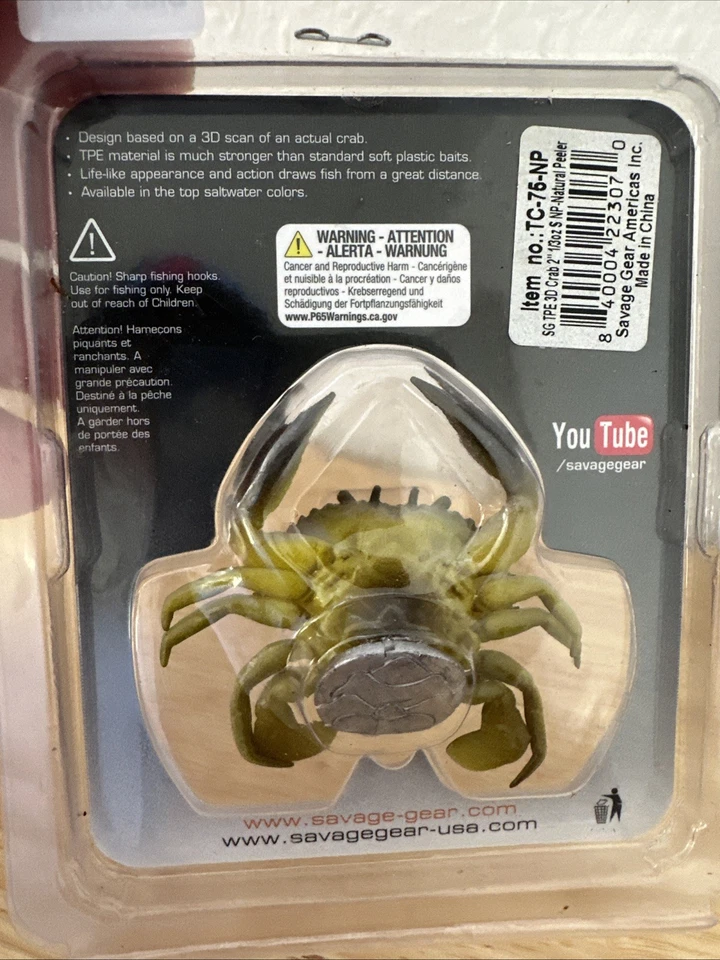 · Design based on a 3D scan of an actual crab.
TPE material is much stronger than standard soft plastic baits.
· Life-like appearance and action draws fish from a great distance.
· Available in the top saltwater colors.
Caution! Sharp fishing hooks.
Use for fishing only. Keep
out of reach of Children.
Attention! Hamecons
piquants et
ranchants. A
manipuler avec
grande précaution.
Destiné à la pêche
uniquement.
A garder hors
de portée des
enfants.
WARNING - ATTENTION
- ALERTA - WARNUNG
Cancer and Reproductive Harm - Cancérigène
et nuisible à la procréation - Cancer y daños
reproductivos - Krebserregend und
Schädigung der Fortpflanzungsfähigkeit
www.P65Warnings.ca.gov
Item no.:TC-75-NP
SG TPE 3D Crab 2" 1/3oz S NP-Natural Peeler
8 40004 22307 0
Savage Gear Americas Inc.
Made in China
You Tube
/savagegear
www.savage-gear.com
www.savagegear-usa.com